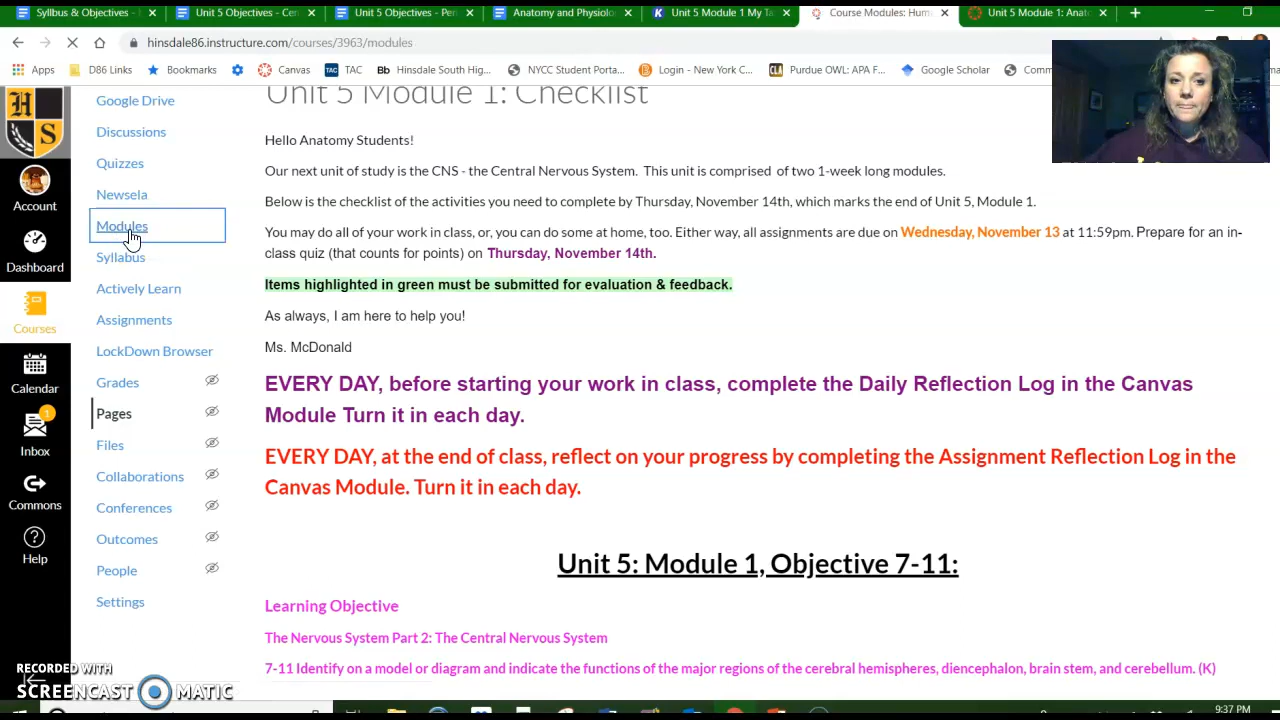 Syllabus & Objectives -
Unit 5 Objectives - Cer
Unit 5 Objectives - Peri
Anatomy and Physiolo
Unit 5 Module 1 My Ta
Course Modules: Hum
Unit 5 Module 1: Anat
hinsdale86.instructure.com/courses/3963/modules
Apps
D86 Links
Bookmarks
Canvas
TAC TAC
Bb Hinsdale South Hig...
NYCC Student Porta...
Login - New York C...
Purdue OWL: APA F...
Google Scholar
Comm
H S
Account
Dashboard
Courses
Calendar
1
Inbox
Commons
Help
Google Drive
Discussions
Quizzes
Newsela
Modules
Syllabus
Actively Learn
Assignments
LockDown Browser
Grades
Pages
Files
Collaborations
Conferences
Outcomes
People
Settings
Unit 5 Module 1: Checklist
Hello Anatomy Students!
Our next unit of study is the CNS - the Central Nervous System. This unit is comprised of two 1-week long modules.
Below is the checklist of the activities you need to complete by Thursday, November 14th, which marks the end of Unit 5, Module 1.
You may do all of your work in class, or, you can do some at home, too. Either way, all assignments are due on Wednesday, November 13 at 11:59pm. Prepare for an in-
class quiz (that counts for points) on Thursday, November 14th.
Items highlighted in green must be submitted for evaluation & feedback.
As always, I am here to help you!
Ms. McDonald
EVERY DAY, before starting your work in class, complete the Daily Reflection Log in the Canvas
Module Turn it in each day.
EVERY DAY, at the end of class, reflect on your progress by completing the Assignment Reflection Log in the
Canvas Module. Turn it in each day.
Unit 5: Module 1, Objective 7-11:
Learning Objective
The Nervous System Part 2: The Central Nervous System
7-11 Identify on a model or diagram and indicate the functions of the major regions of the cerebral hemispheres, diencephalon, brain stem, and cerebellum. (K)
RECORDED WITH
SCREENCAST MATIC
9:37 PM